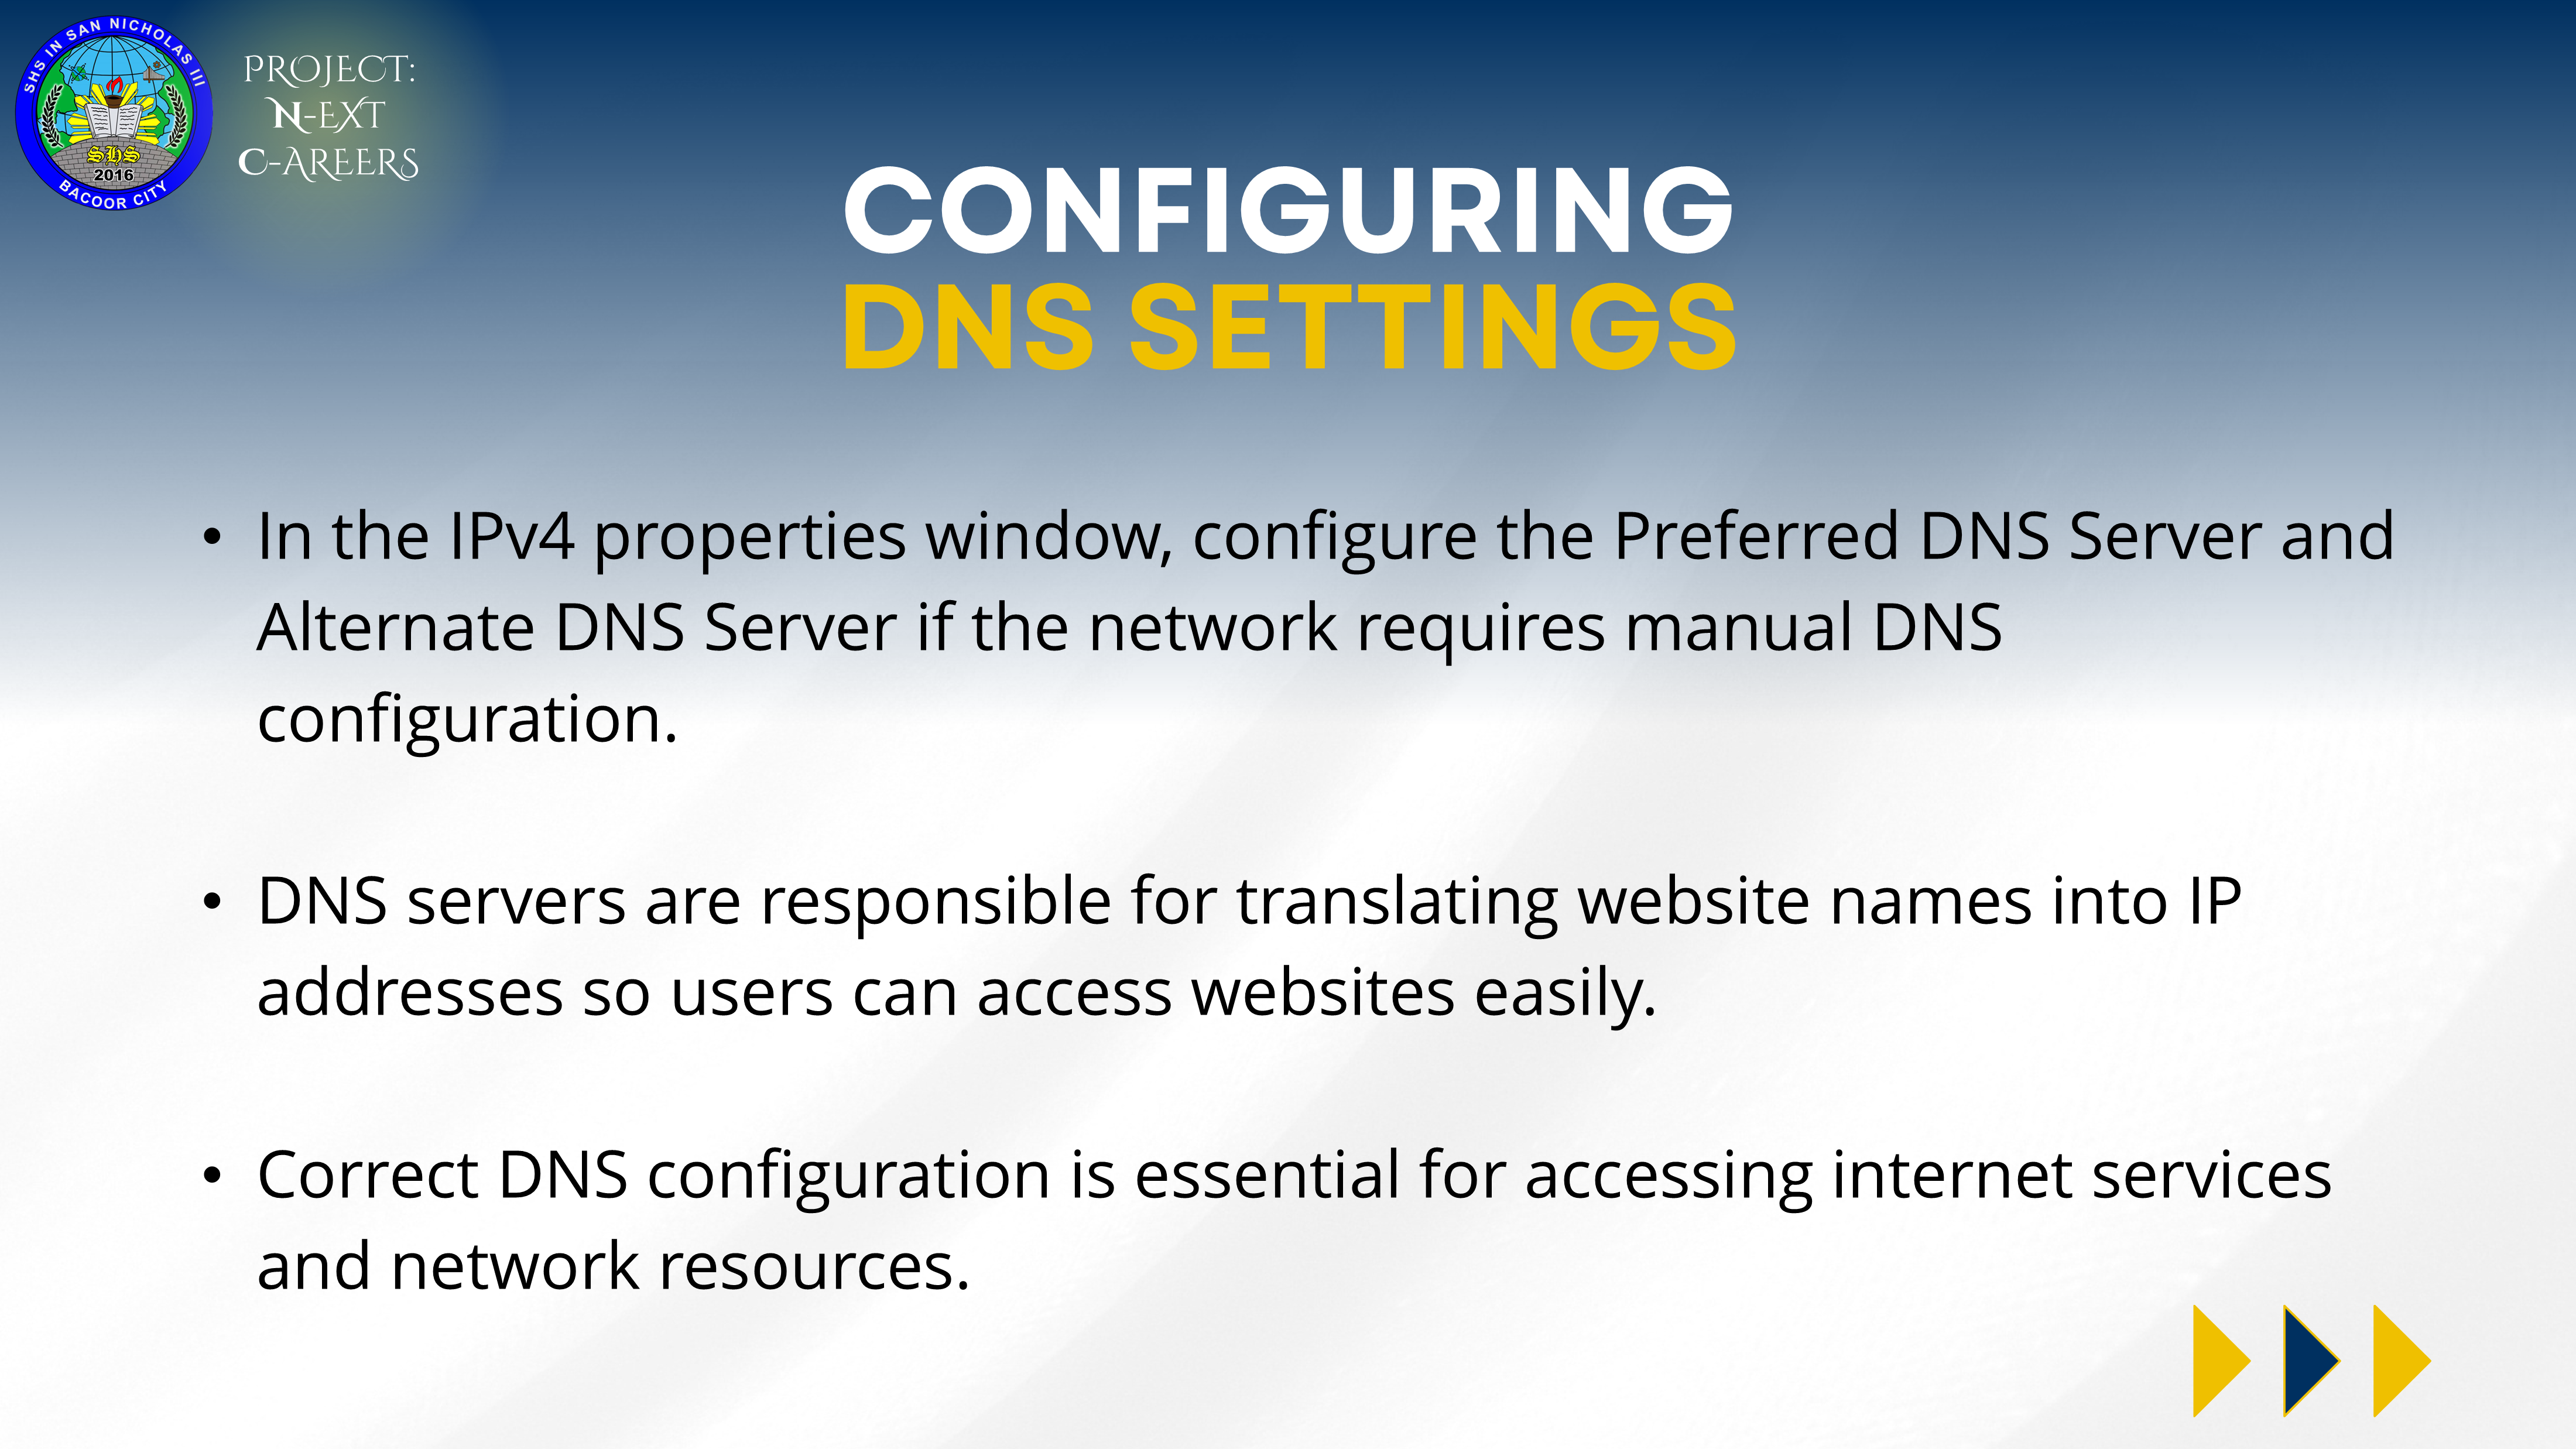 SHS IN SAN NICHOLAS III
SHS
2016
BACOOR CITY
PROJECT:
N-EXT
C-AREERS
CONFIGURING
DNS SETTINGS
• In the IPv4 properties window, configure the Preferred DNS Server and
Alternate DNS Server if the network requires manual DNS
configuration.
• DNS servers are responsible for translating website names into IP
addresses so users can access websites easily.
• Correct DNS configuration is essential for accessing internet services
and network resources.